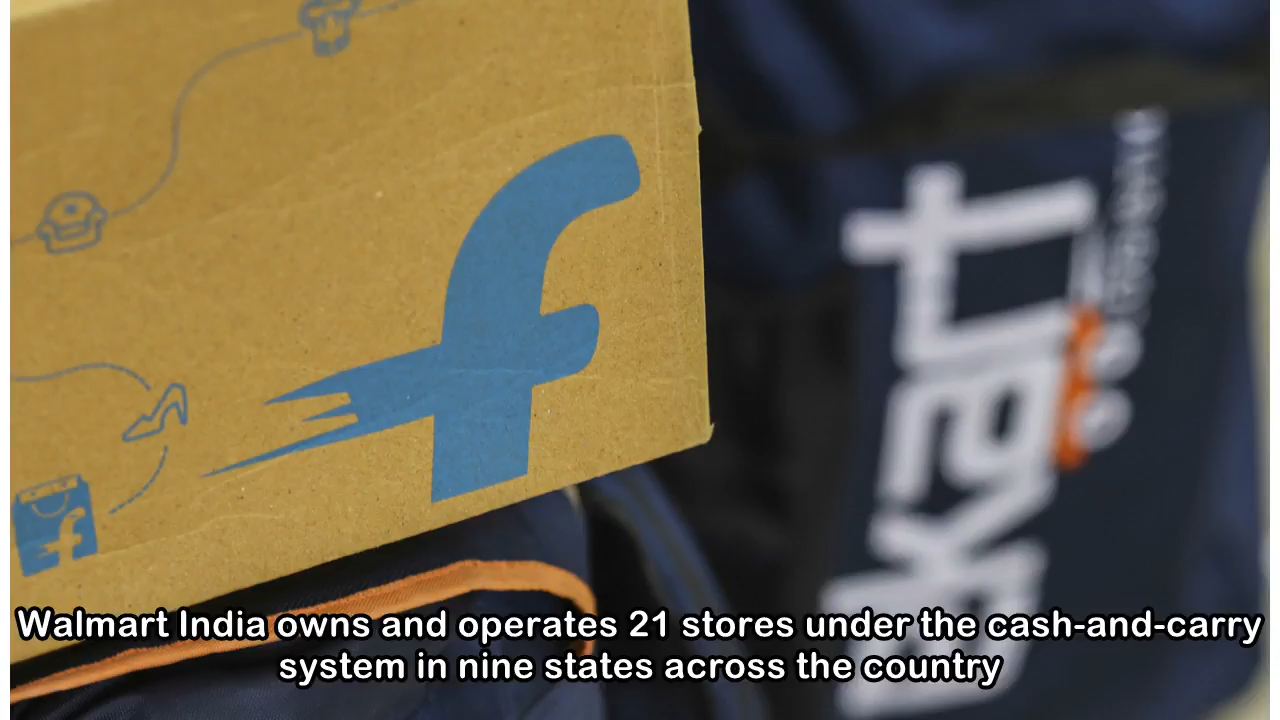 f
f
kart
Walmart India owns and operates 21 stores under the cash-and-carry
system in nine states across the country